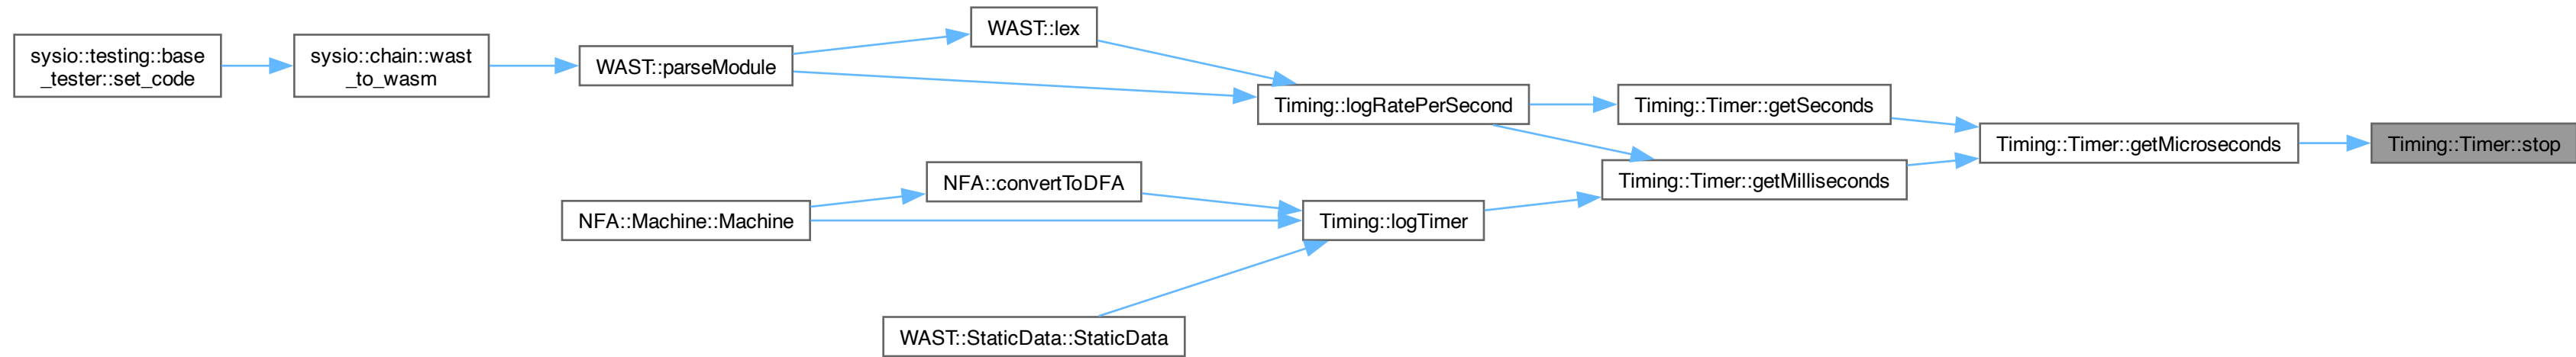 sysio::testing::base
_tester::set_code
sysio::chain::wast
_to_wasm
WAST::parseModule
WAST::lex
Timing::logRatePerSecond
Timing::Timer::getSeconds
Timing::Timer::getMicroseconds
Timing::Timer::stop
Timing::Timer::getMilliseconds
NFA::convertToDFA
NFA::Machine::Machine
Timing::logTimer
WAST::StaticData::StaticData